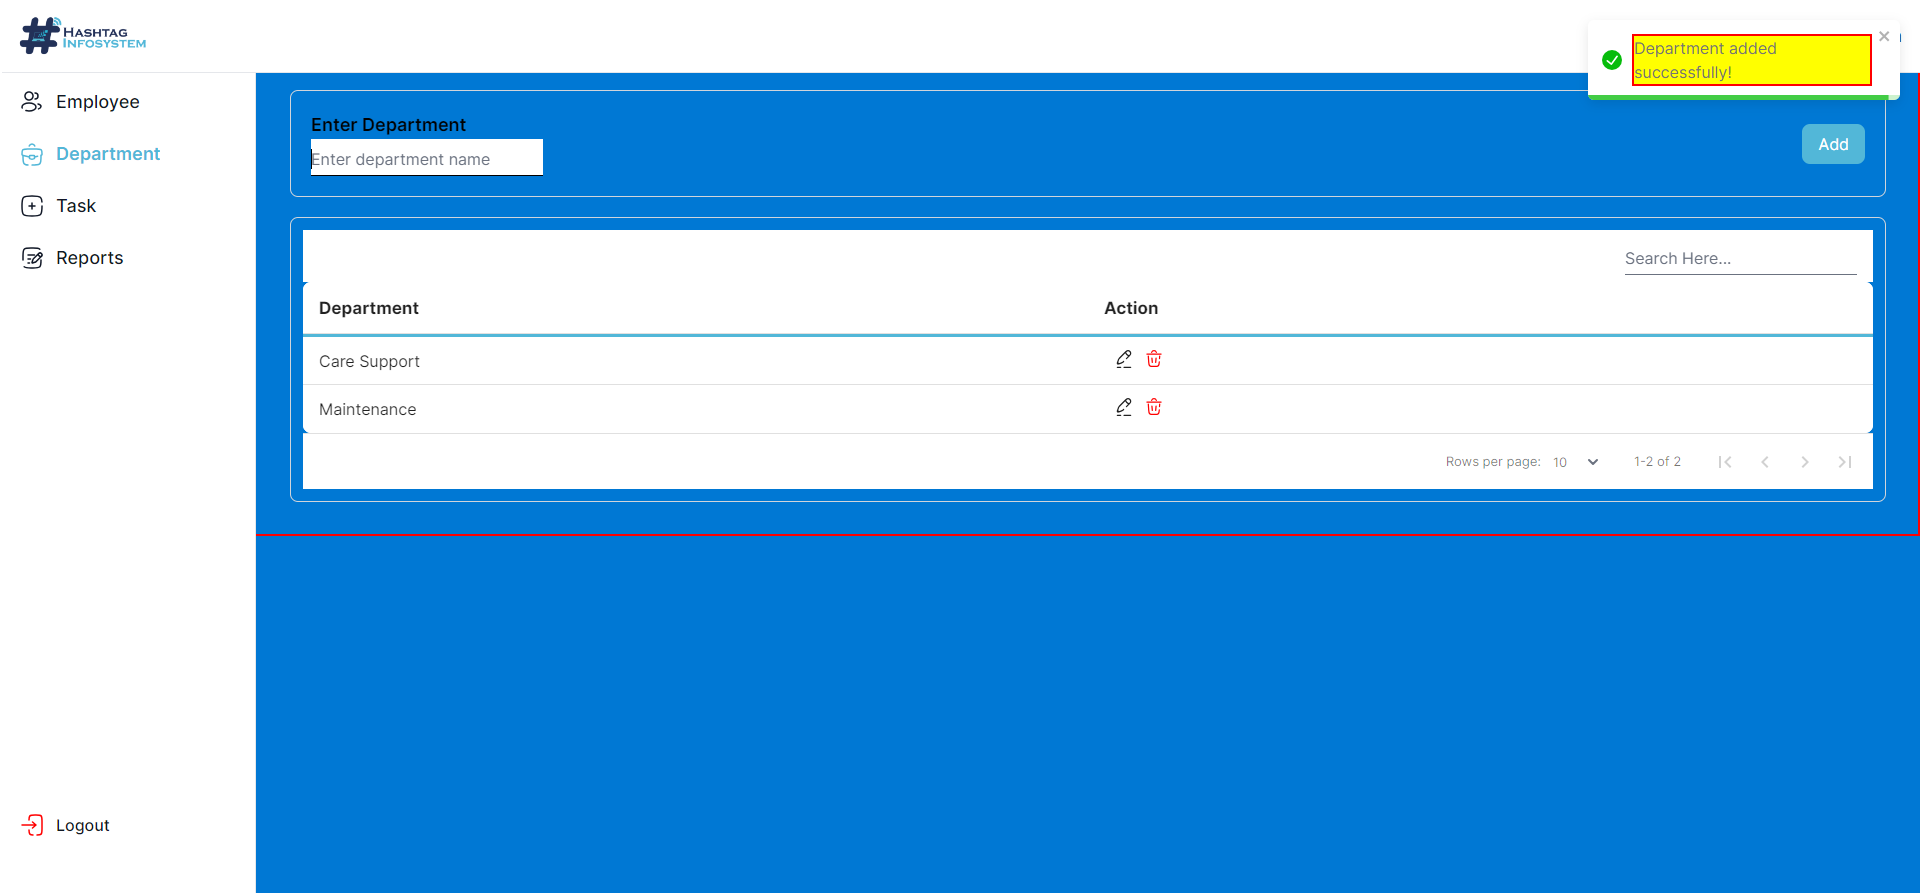 HASHTAG
INFOSYSTEM
Department added
successfully!
Employee
Department
Task
Reports
Logout
Enter Department
Enter department name
Add
Search Here...
Department Action
Care Support
Maintenance
Rows per page: 10 1-2 of 2